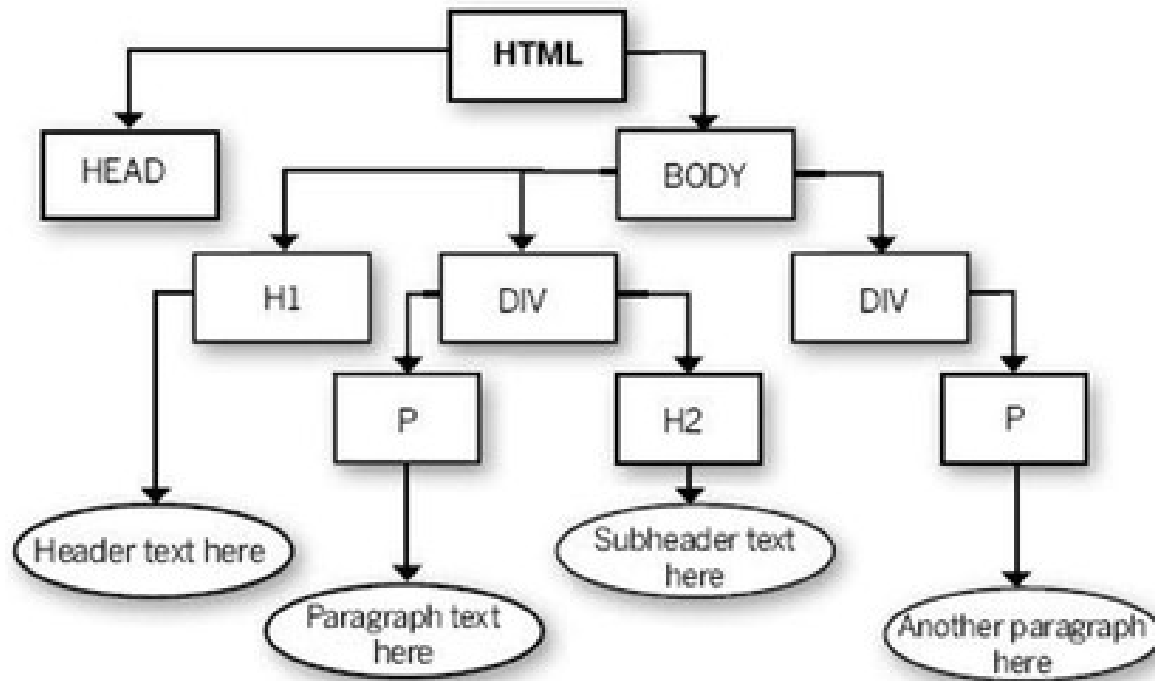 HTML
HEAD
BODY
H1
DIV
DIV
P
H2
P
Header text here
Paragraph text
here
Subheader text
here
Another paragraph
here